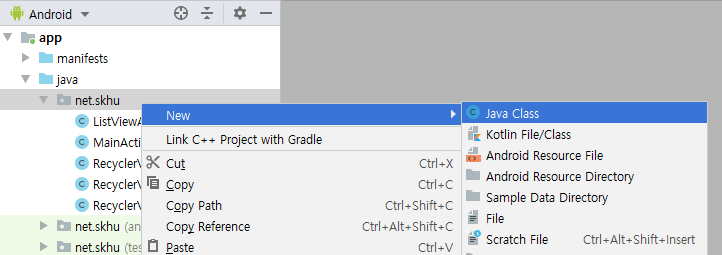 Android
app
manifests
java
net.skhu
ListViewA
MainActi
RecyclerV
RecyclerV
RecyclerV
net.skhu (an
net.skhu (tes
New
Link C++ Project with Gradle
Cut Ctrl+X
Copy Ctrl+C
Copy Path Ctrl+Shift+C
Copy Reference Ctrl+Alt+Shift+C
Paste Ctrl+V
Java Class
Kotlin File/Class
Android Resource File
Android Resource Directory
Sample Data Directory
File
Scratch File Ctrl+Alt+Shift+Insert